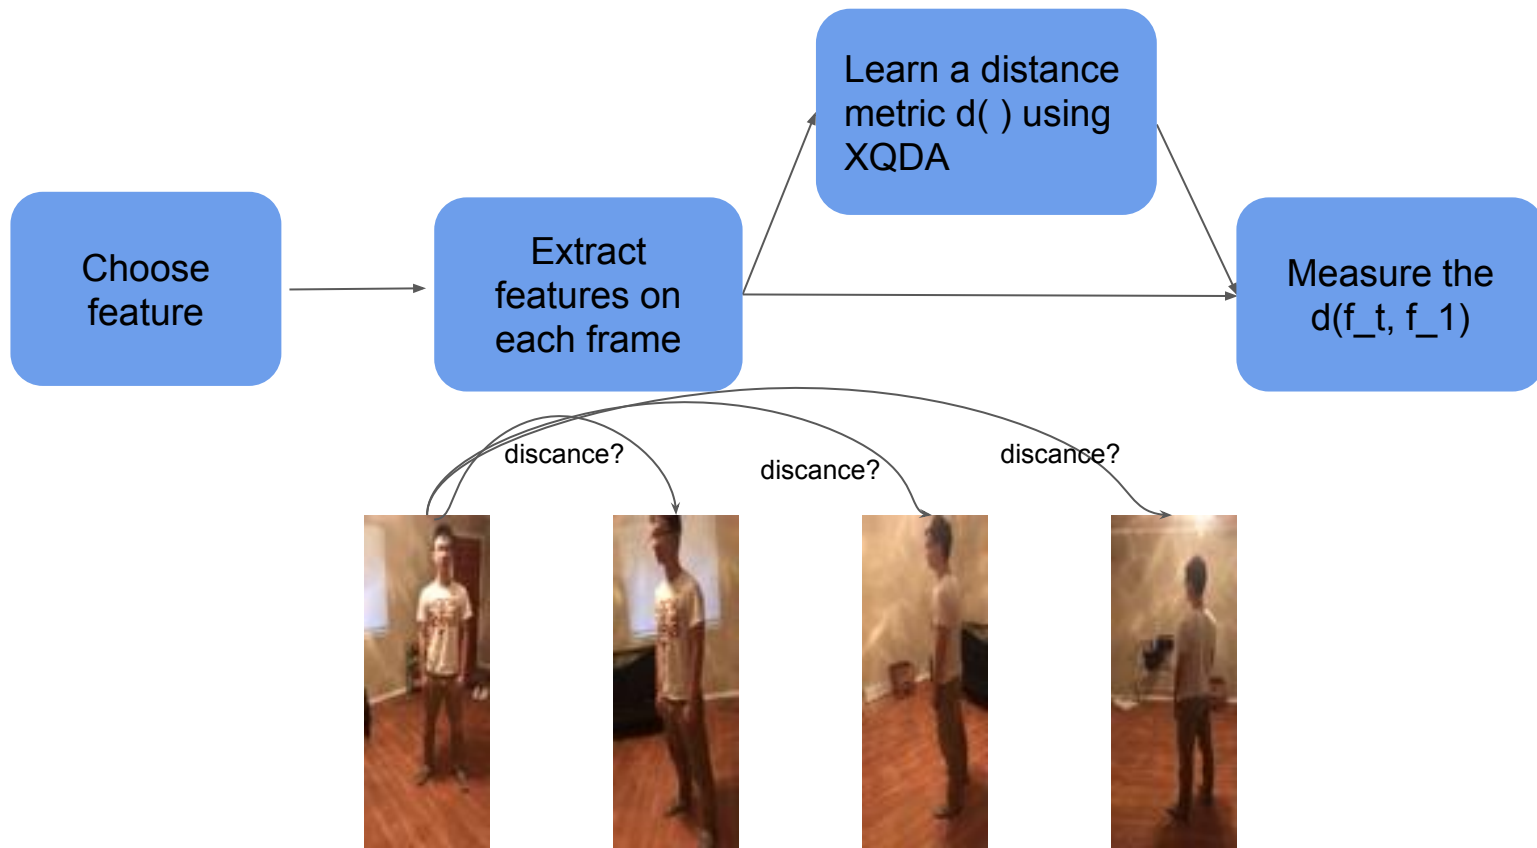 Choose
feature
Extract
features on
each frame
Learn a distance
metric d( ) using
XQDA
Measure the
d(f_t, f_1)
discance?
discance?
discance?